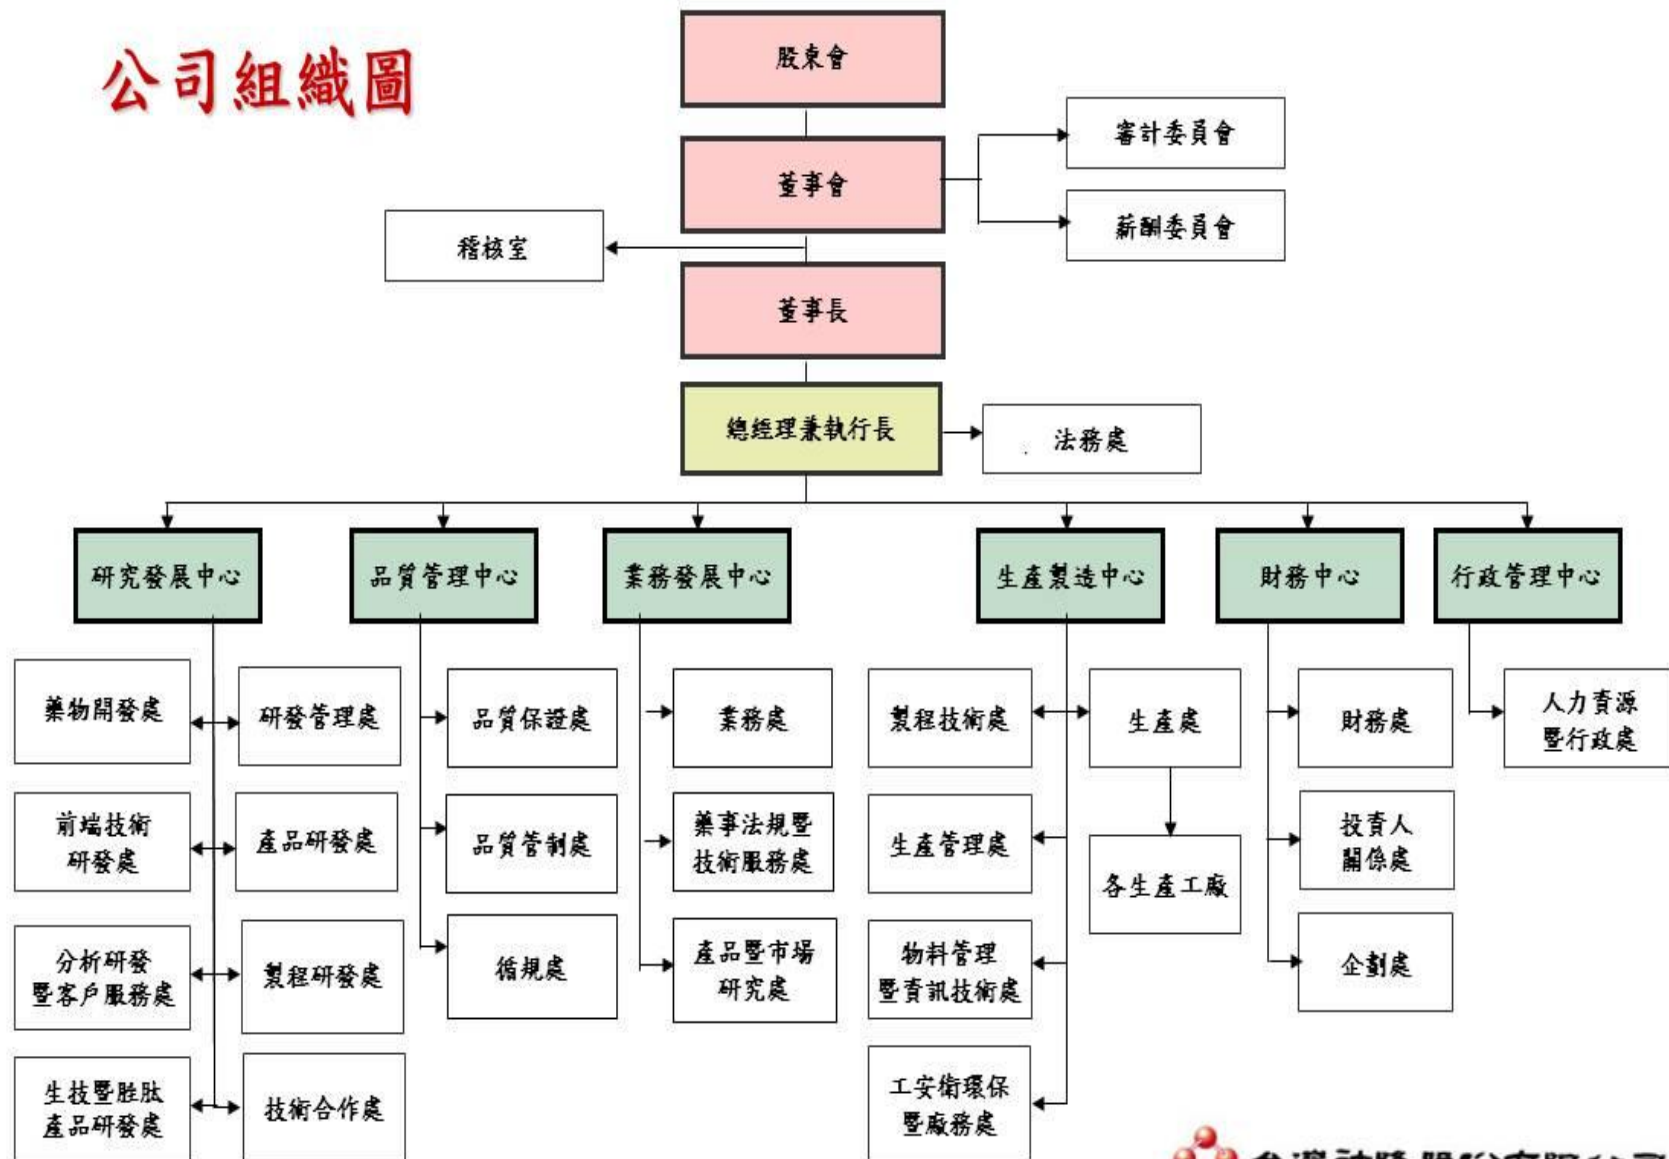 公司組織圖
股東會
審計委員會
董事會
薪酬委員會
稽核室
董事長
總經理兼執行長
法務處
研究發展中心
品質管理中心
業務發展中心
生產製造中心
財務中心
行政管理中心
藥物開發處
研發管理處
品質保證處
業務處
製程技術處
生產處
財務處
人力資源
暨行政處
前端技術
研發處
產品研發處
品質管制處
藥事法規暨
技術服務處
生產管理處
各生產工廠
投資人
關係處
分析研發
暨客戶服務處
製程研發處
循規處
產品暨市場
研究處
物料管理
暨資訊技術處
企劃處
生技暨胜肽
產品研發處
技術合作處
工安衛環保
暨廠務處